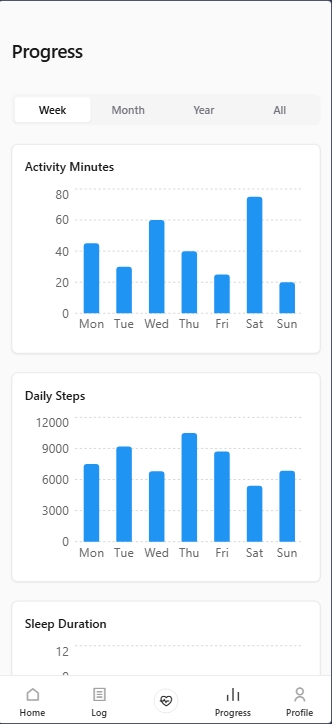 Progress
Week Month Year All
Activity Minutes
80
60
40
20
0
Mon Tue Wed Thu Fri Sat Sun
Daily Steps
12000
9000
6000
3000
0
Mon Tue Wed Thu Fri Sat Sun
Sleep Duration
12
Home Log Progress Profile